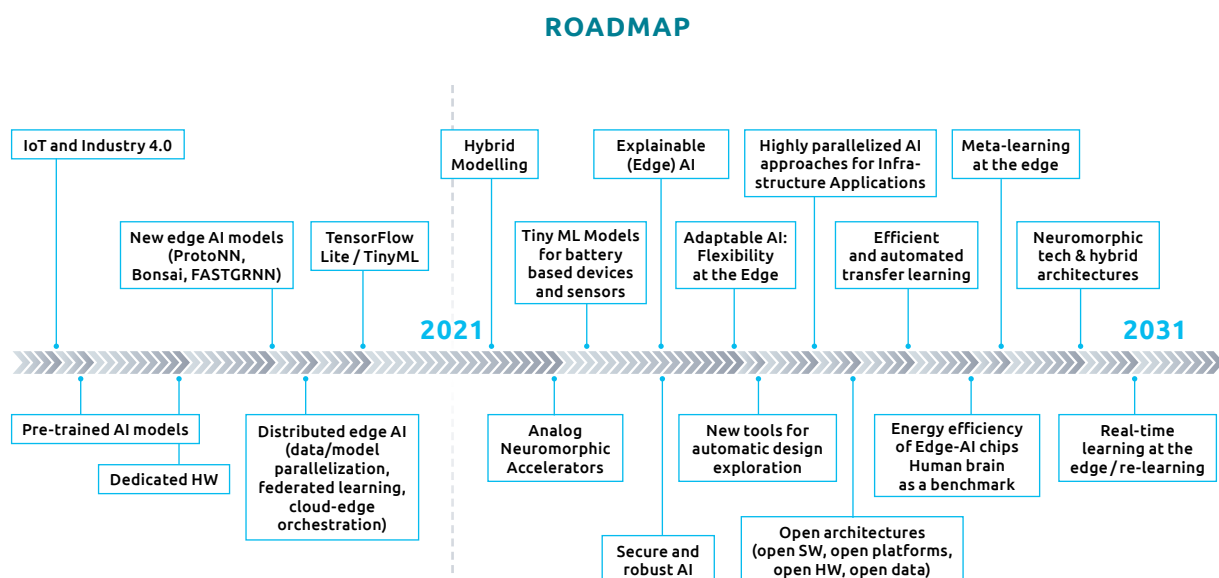 ROADMAP
IoT and Industry 4.0
Hybrid
Modelling
Explainable
(Edge) AI
Highly parallelized AI
approaches for Infra-
structure Applications
Meta-learning
at the edge
New edge AI models
(ProtoNN,
Bonsai, FASTGRNN)
TensorFlow
Lite / TinyML
Tiny ML Models
for battery
based devices
and sensors
Adaptable AI:
Flexibility
at the Edge
Efficient
and automated
transfer learning
Neuromorphic
tech & hybrid
architectures
2021
2031
Pre-trained AI models
Dedicated HW
Distributed edge AI
(data/model
parallelization,
federated learning,
cloud-edge
orchestration)
Analog
Neuromorphic
Accelerators
New tools for
automatic design
exploration
Energy efficiency
of Edge-AI chips
Human brain
as a benchmark
Real-time
learning at the
edge / re-learning
Secure and
robust AI
Open architectures
(open SW, open platforms,
open HW, open data)